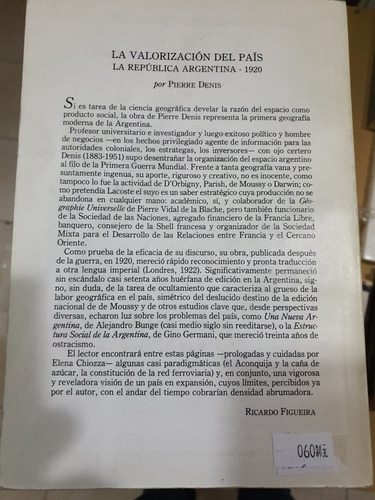 LA VALORIZACIÓN DEL PAÍS
LA REPÚBLICA ARGENTINA - 1920
por PIERRE DENIS
Si es tarea de la ciencia geográfica develar la razón del espacio como
producto social, la obra de Pierre Denis representa la primera geografía
moderna de la Argentina.
Profesor universitario e investigador y luego exitoso político y hombre
de negocios —en los hechos privilegiado agente de información para las
autoridades coloniales, los estrategas, los inversores— con ojo certero
Denis (1883-1951) supo desentrañar la organización del espacio argentino
al filo de la Primera Guerra Mundial. Frente a tanta geografía vana y pre-
suntamente ingenua, su aporte, riguroso y creativo, no es inocente, como
tampoco lo fue la actividad de D'Orbigny, Parish, de Moussy o Darwin; co-
mo pretendía Lacoste el suyo es un saber estratégico cuya producción no se
abandona en cualquier mano: académico, sí, y colaborador de la Géo-
graphie Universelle de Pierre Vidal de la Blache, pero también funcionario
de la Sociedad de las Naciones, agregado financiero de la Francia Libre,
banquero, consejero de la Shell francesa y organizador de la Sociedad
Mixta para el Desarrollo de las Relaciones entre Francia y el Cercano
Oriente.
Como prueba de la eficacia de su discurso, su obra, publicada después
de la guerra, en 1920, mereció rápido reconocimiento y pronta traducción
a otra lengua imperial (Londres, 1922). Significativamente permaneció
sin escándalo casi setenta años huérfana de edición en la Argentina, sig-
no, sin duda, de la tarea de ocultamiento que caracteriza al grueso de la
labor geográfica en el país, simétrico del deslucido destino de la edición
nacional de de Moussy y de otros estudios clave que, desde perspectivas
diversas, echaron luz sobre los problemas del país, como Una Nueva Ar-
gentina, de Alejandro Bunge (casi medio siglo sin reeditarse), o la Estruc-
tura Social de la Argentina, de Gino Germani, que mereció treinta años de
ostracismo.
El lector encontrará entre estas páginas —prologadas y cuidadas por
Elena Chiozza— algunas casi paradigmáticas (el Aconquija y la caña de
azúcar, la constitución de la red ferroviaria) y, en conjunto, una vigorosa
y reveladora visión de un país en expansión, cuyos límites, percibidos ya
por el autor, con el andar del tiempo cobrarían densidad abrumadora.
RICARDO FIGUEIRA